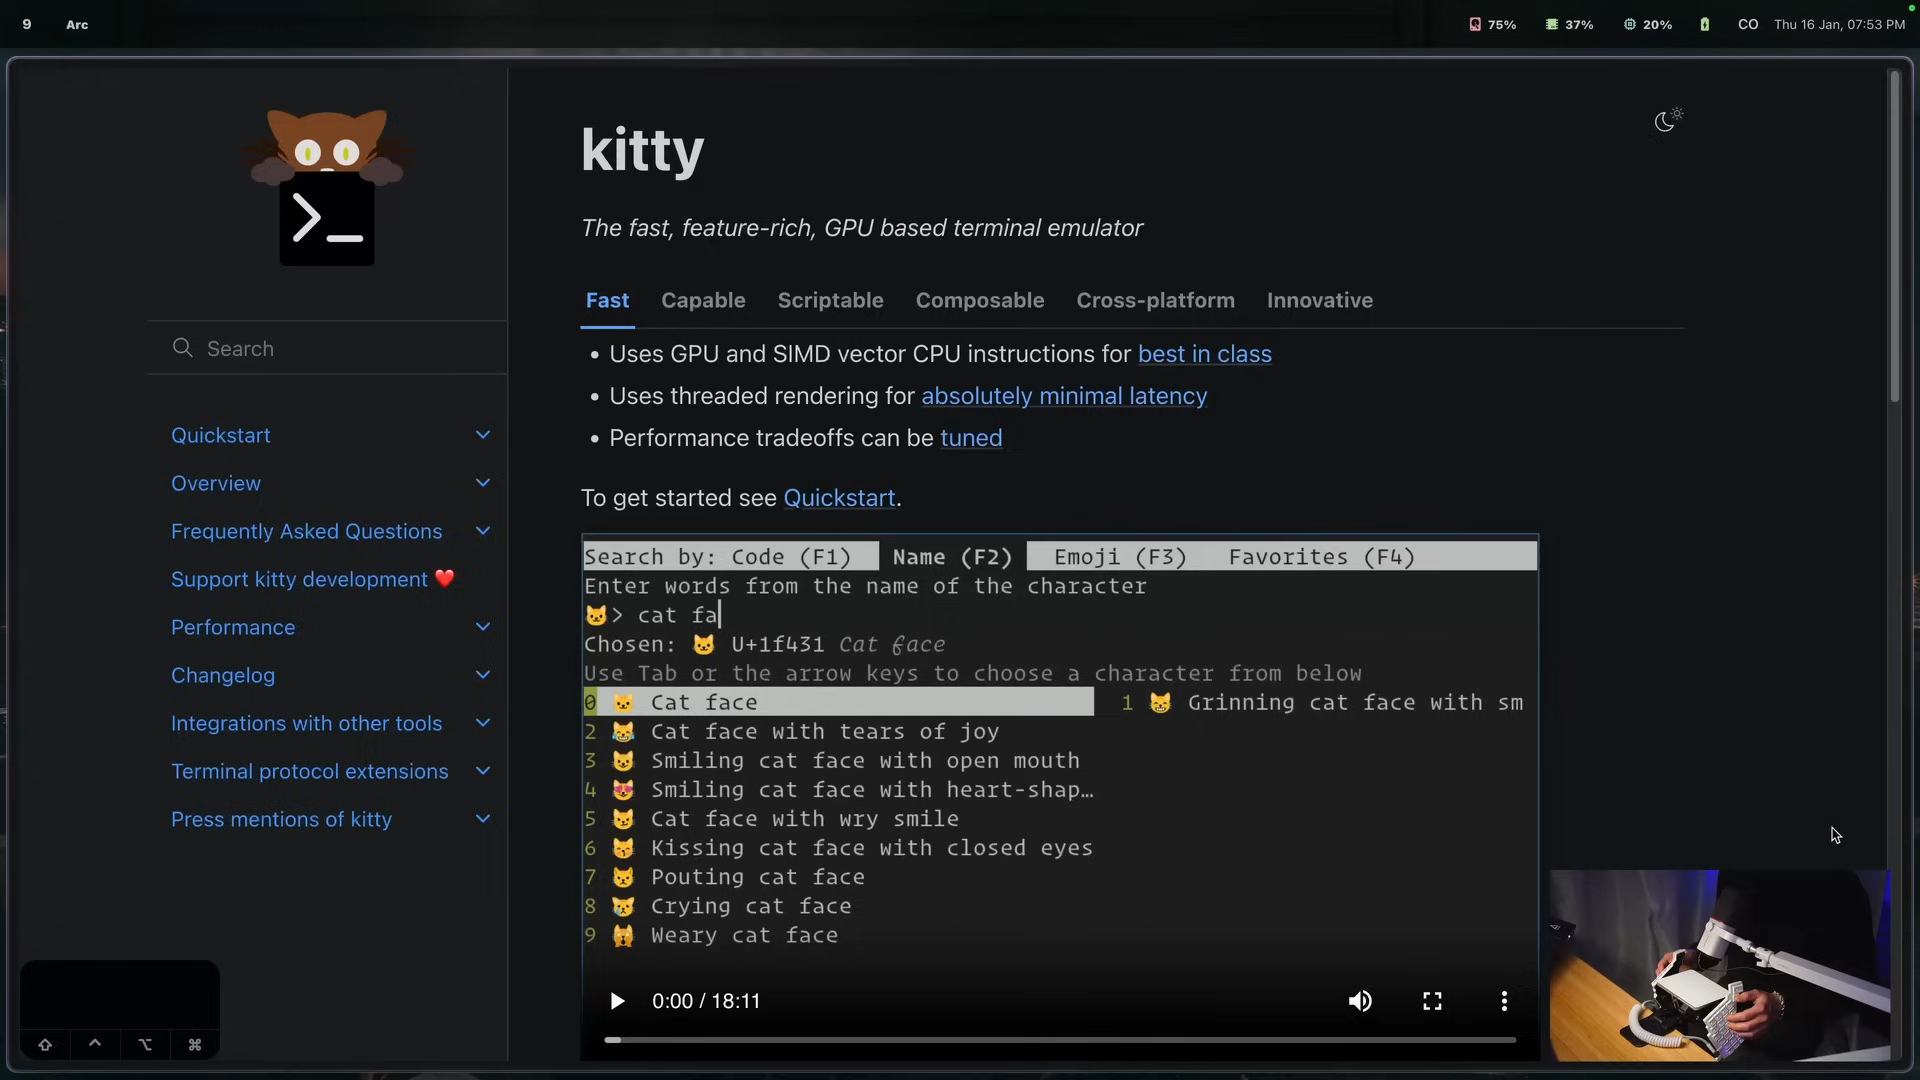 9 Arc 75% 37% 20% CO Thu 16 Jan, 07:53 PM
>_
Search
Quickstart
Overview
Frequently Asked Questions
Support kitty development ❤️
Performance
Changelog
Integrations with other tools
Terminal protocol extensions
Press mentions of kitty
kitty
The fast, feature-rich, GPU based terminal emulator
Fast Capable Scriptable Composable Cross-platform Innovative
• Uses GPU and SIMD vector CPU instructions for best in class
• Uses threaded rendering for absolutely minimal latency
• Performance tradeoffs can be tuned
To get started see Quickstart.
Search by: Code (F1) Name (F2) Emoji (F3) Favorites (F4)
Enter words from the name of the character
🐱> cat fa
Chosen: 🐱 U+1f431 Cat face
Use Tab or the arrow keys to choose a character from below
0 🐱 Cat face 1 😸 Grinning cat face with sm
2 😹 Cat face with tears of joy
3 😺 Smiling cat face with open mouth
4 😻 Smiling cat face with heart-shap…
5 😼 Cat face with wry smile
6 😽 Kissing cat face with closed eyes
7 😾 Pouting cat face
8 😿 Crying cat face
9 🙀 Weary cat face
0:00 / 18:11